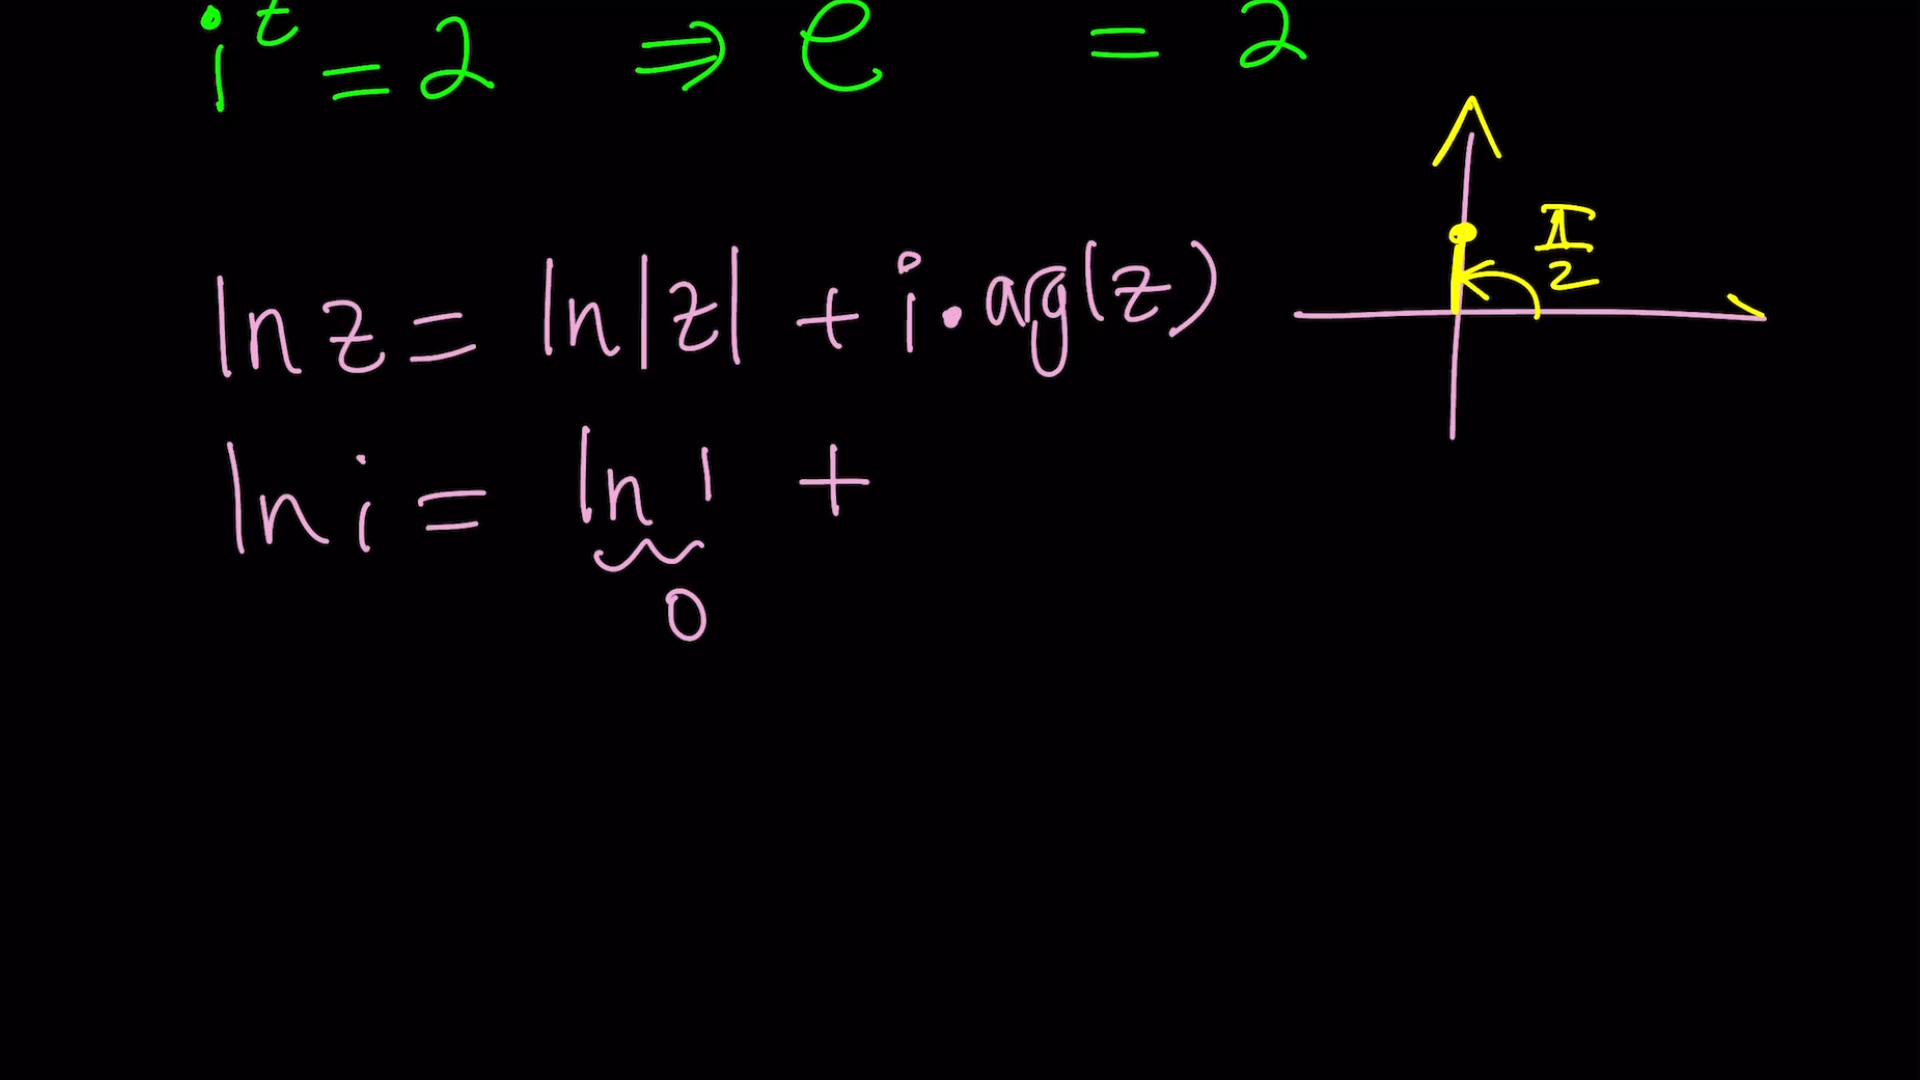 i^t = 2 ⇒ e = 2
π/2
ln z = ln|z| + i · arg(z)
ln i = ln 1 +
0